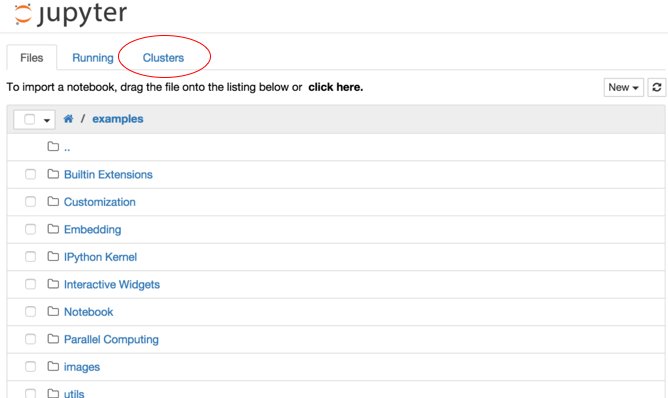 jupyter
Files Running Clusters
To import a notebook, drag the file onto the listing below or click here. New
/ examples
..
Builtin Extensions
Customization
Embedding
IPython Kernel
Interactive Widgets
Notebook
Parallel Computing
images
utils